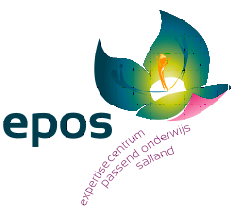 epos
expertisecentrum
passend onderwijs
salland